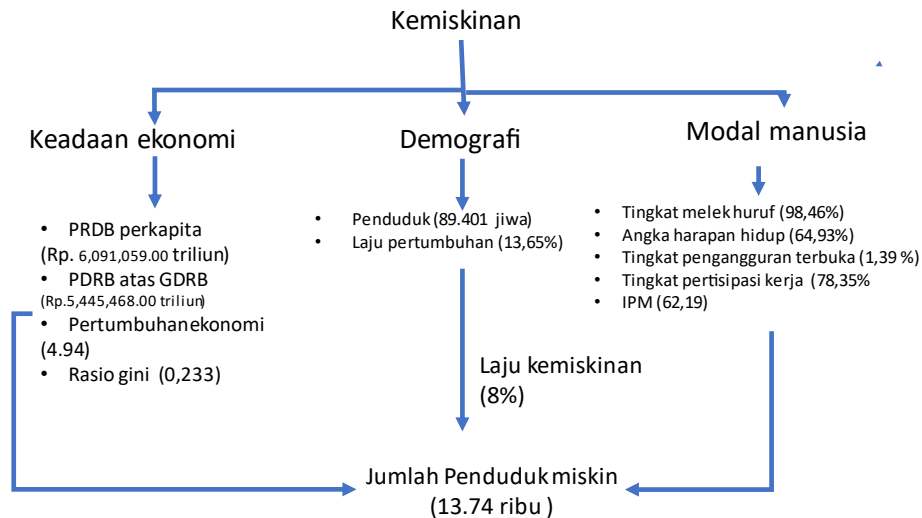 Kemiskinan
Keadaan ekonomi
• PRDB perkapita
(Rp. 6,091,059.00 triliun)
• PDRB atas GDRB
(Rp.5,445,468.00 triliun)
• Pertumbuhan ekonomi
(4.94)
• Rasio gini (0,233)
Demografi
• Penduduk (89.401 jiwa)
• Laju pertumbuhan (13,65%)
Modal manusia
• Tingkat melek huruf (98,46%)
• Angka harapan hidup (64,93%)
• Tingkat pengangguran terbuka (1,39 %)
• Tingkat pertisipasi kerja (78,35%
• IPM (62,19)
Laju kemiskinan
(8%)
Jumlah Penduduk miskin
(13.74 ribu )